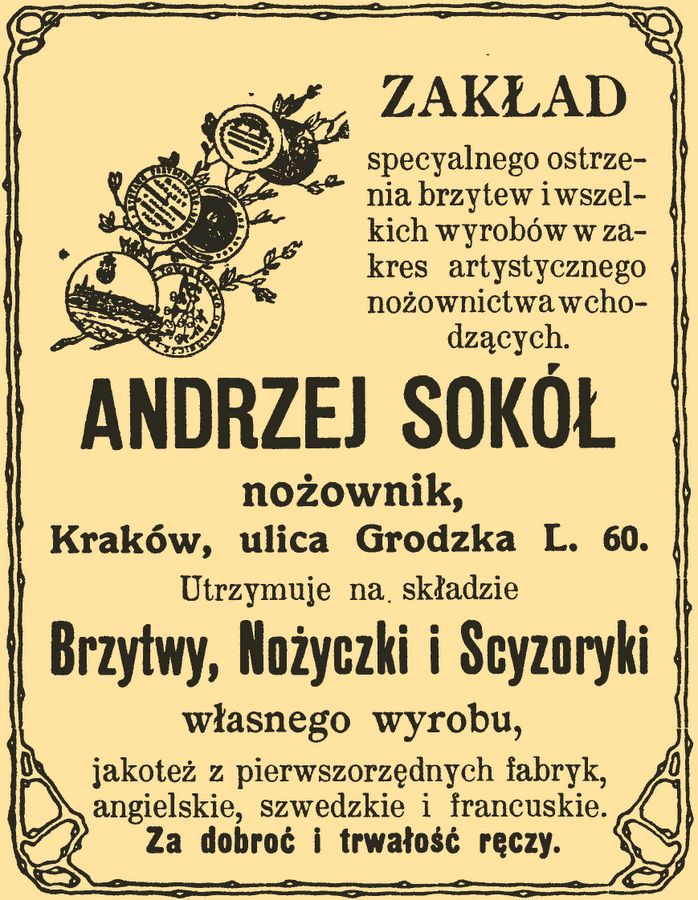 ZAKŁAD
specyalnego ostrze-
nia brzytew i wszel-
kich wyrobów w za-
kres artystycznego
nożownictwa wcho-
dzących.
ANDRZEJ SOKÓŁ
nożownik,
Kraków, ulica Grodzka L. 60.
Utrzymuje na składzie
Brzytwy, Nożyczki i Scyzoryki
własnego wyrobu,
jakoteż z pierwszorzędnych fabryk,
angielskie, szwedzkie i francuskie.
Za dobroć i trwałość ręczy.